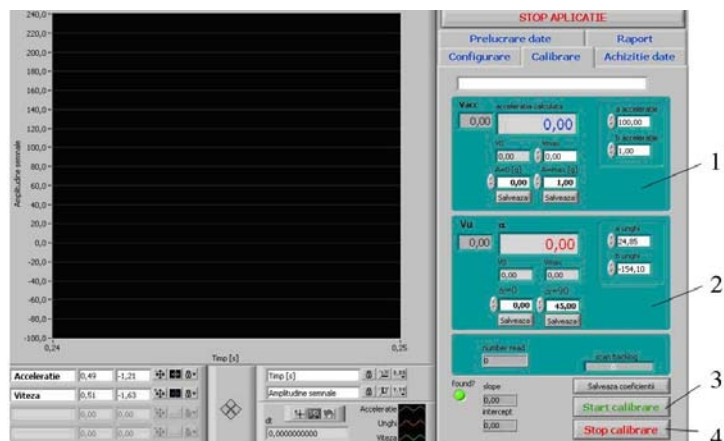 STOP APLICATIE
Prelucrare date Raport
Configurare Calibrare Achizitie date
Vacc acceleratie calculata a acceleratie
0,00 0,00 100,00
V0 Vmax b acceleratie
0,00 0,00 1,00
A=0 [g] A=max [g]
0,00 1,00
Salveaza Salveaza
1
Vu α a unghi
0,00 0,00 24,85
V0 Vmax b unghi
0,00 0,00 -154,10
0,00 45,00
Salveaza Salveaza
2
number read scan backlog
0 0
found? slope Salveaza coeficienti
0,00
intercept Start calibrare
3
0,00 Stop calibrare
4
Amplitudine semnale
240,0
220,0
200,0
180,0
160,0
140,0
120,0
100,0
80,0
60,0
40,0
20,0
0,0
-20,0
-40,0
-60,0
-80,0
-100,0
0,24 0,25
Timp [s]
Acceleratie 0,49 -1,21
Viteza 0,51 -1,63
0,00 0,00
0,00 0,00
Timp [s]
Amplitudine semnale
dt
0,0000000000
Acceleratie
Unghi
Viteza